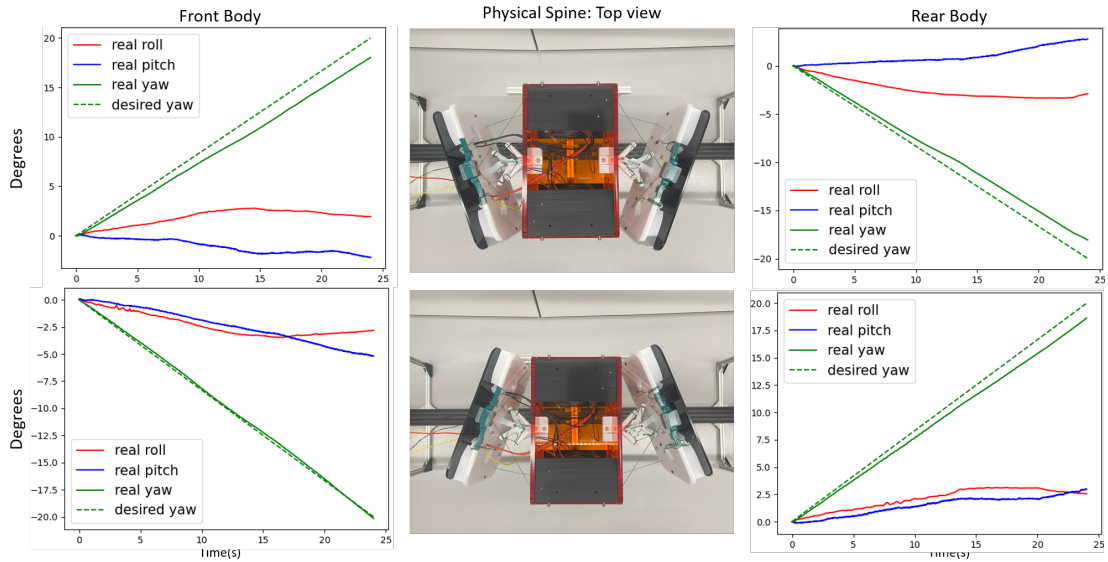 Front Body
Physical Spine: Top view
Rear Body
Degrees
20
15
10
5
0
0
5
10
15
20
25
real roll
real pitch
real yaw
desired yaw
0
−5
−10
−15
−20
0
5
10
15
20
25
real roll
real pitch
real yaw
desired yaw
Degrees
0.0
−2.5
−5.0
−7.5
−10.0
−12.5
−15.0
−17.5
−20.0
0
5
10
15
20
25
real roll
real pitch
real yaw
desired yaw
Time(s)
20.0
17.5
15.0
12.5
10.0
7.5
5.0
2.5
0.0
0
5
10
15
20
25
real roll
real pitch
real yaw
desired yaw
Time(s)